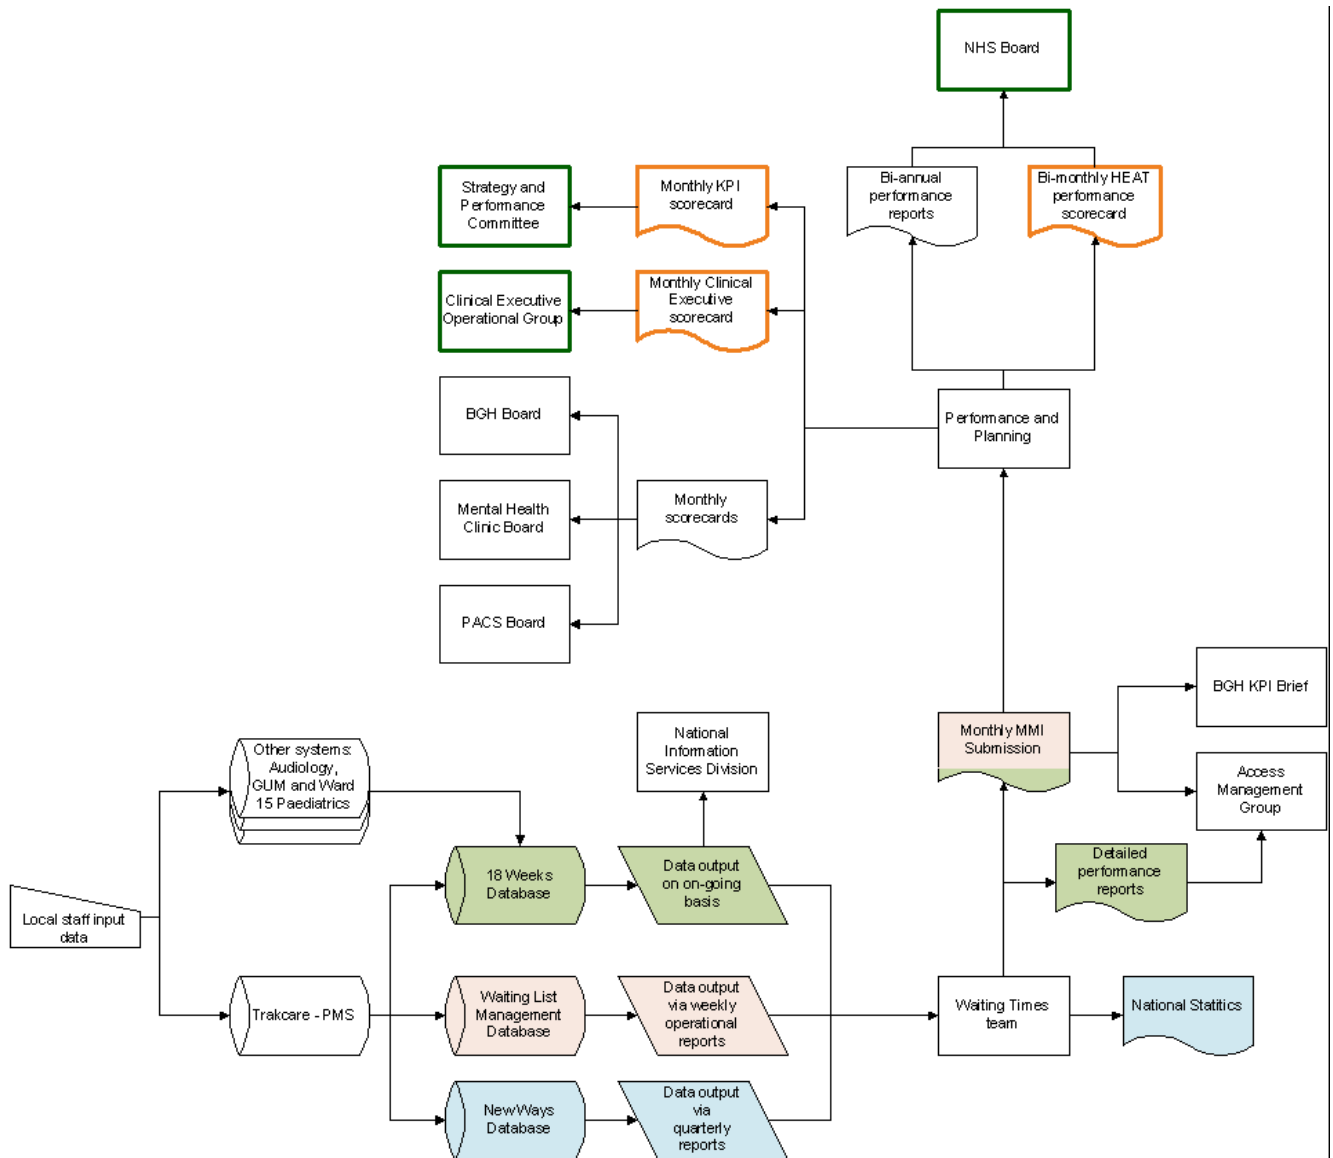 NHS Board
Strategy and
Performance
Committee
Monthly KPI
scorecard
Bi-annual
performance
reports
Bi-monthly HEAT
performance
scorecard
Clinical Executive
Operational Group
Monthly Clinical
Executive
scorecard
BGH Board
Performance and
Planning
Mental Health
Clinic Board
Monthly
scorecards
PACS Board
BGH KPI Brief
National
Information
Services Division
Monthly MMI
Submission
Other systems:
Audiology,
GUM and Ward
15 Paediatrics
Access
Management
Group
18 Weeks
Database
Data output
on on-going
basis
Detailed
performance
reports
Local staff input
data
Trakcare - PMS
Waiting List
Management
Database
Data output
via weekly
operational
reports
Waiting Times
team
National Statitics
New Ways
Database
Data output
via
quarterly
reports